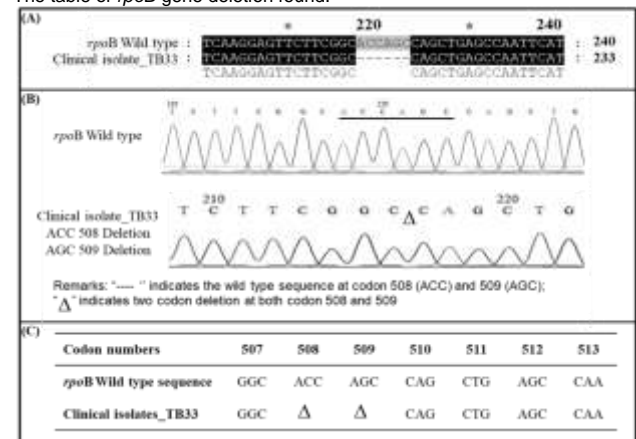 The table of rpoB gene deletion found.
(A)
* 220 * 240
rpoB Wild type : TCAAGGAGTTCTTCGGCACCAGCCAGCTGAGCCAATTCAT : 240
Clinical isolate_TB33 : TCAAGGAGTTCTTCGGC------CAGCTGAGCCAATTCAT : 233
TCAAGGAGTTCTTCGGC CAGCTGAGCCAATTCAT
(B)
rpoB Wild type
210 220
Clinical isolate_TB33 T C T T C G G C Δ C A G C T G
ACC 508 Deletion
AGC 509 Deletion
Remarks: "---- " indicates the wild type sequence at codon 508 (ACC) and 509 (AGC);
"Δ" indicates two codon deletion at both codon 508 and 509
(C)
Codon numbers 507 508 509 510 511 512 513
rpoB Wild type sequence GGC ACC AGC CAG CTG AGC CAA
Clinical isolates_TB33 GGC Δ Δ CAG CTG AGC CAA